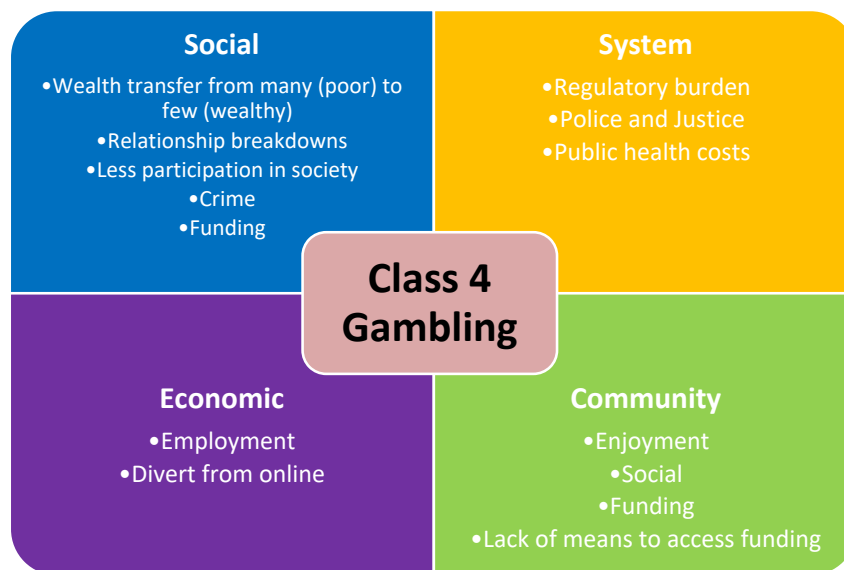 Social
•Wealth transfer from many (poor) to
few (wealthy)
•Relationship breakdowns
•Less participation in society
•Crime
•Funding
System
•Regulatory burden
•Police and Justice
•Public health costs
Class 4
Gambling
Economic
•Employment
•Divert from online
Community
•Enjoyment
•Social
•Funding
•Lack of means to access funding